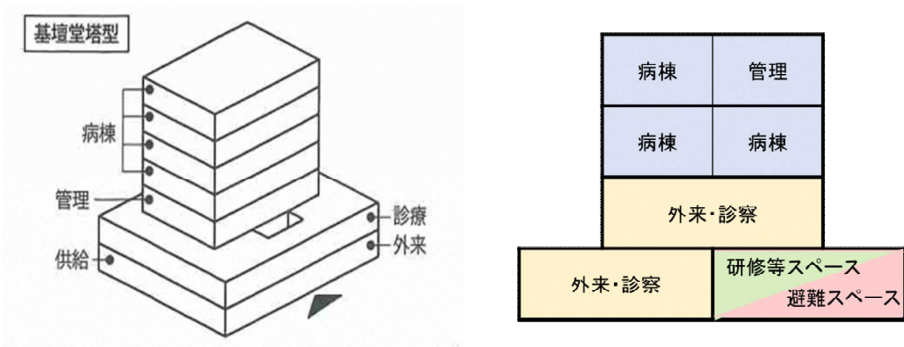 基壇堂塔型
病棟
管理
供給
診療
外来
病棟
管理
病棟
病棟
外来・診察
外来・診察
研修等スペース
避難スペース